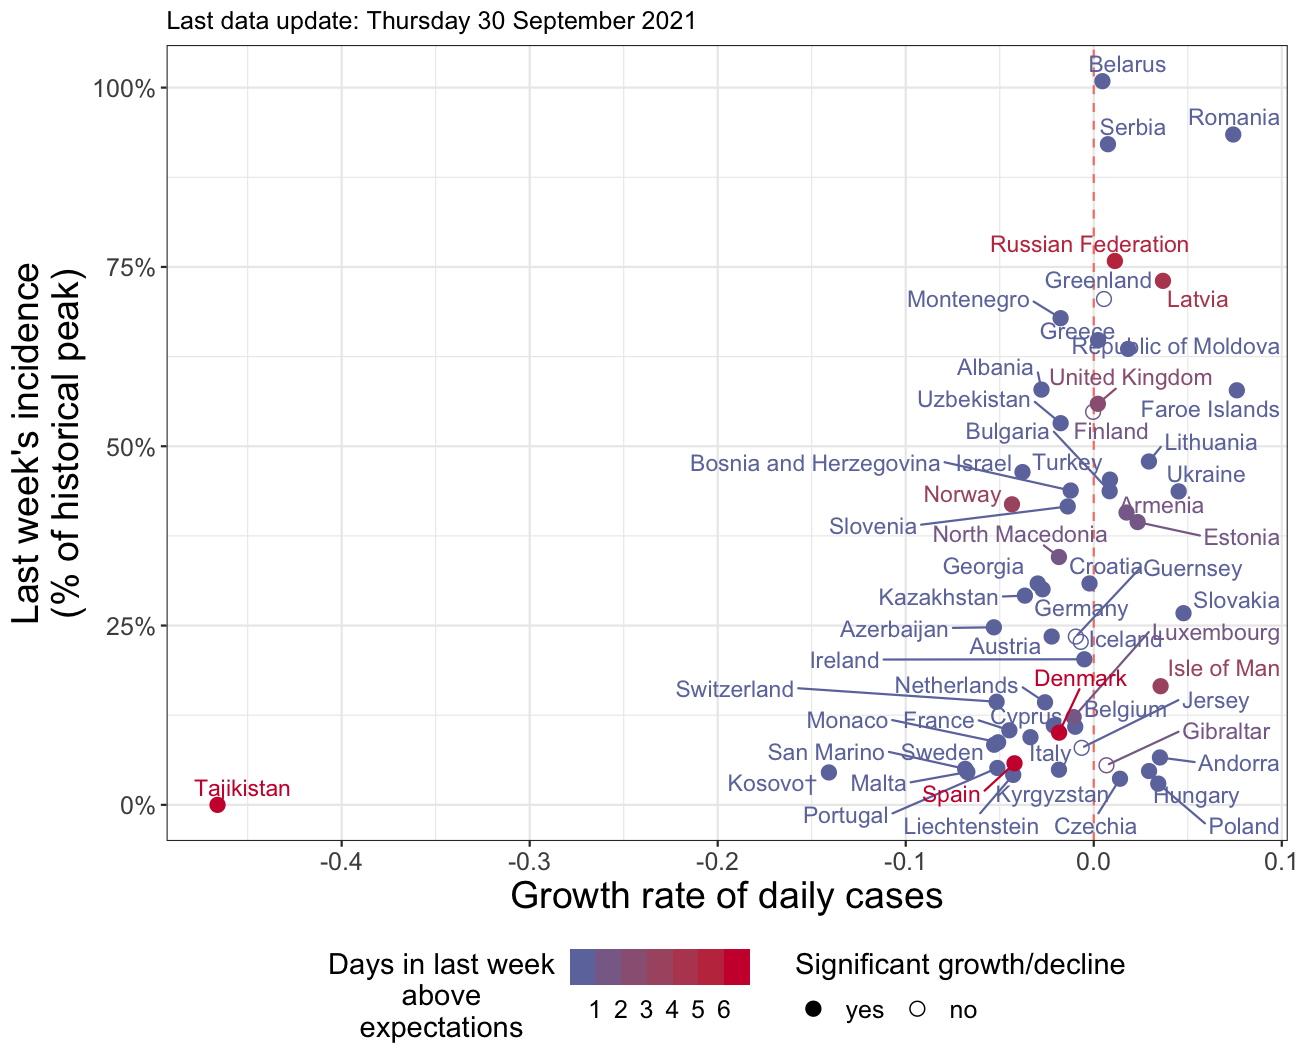 Last data update: Thursday 30 September 2021
Last week's incidence
(% of historical peak)
100%
75%
50%
25%
0%
Belarus
Romania
Serbia
Russian Federation
Greenland
Latvia
Montenegro
Greece
Republic of Moldova
Albania
United Kingdom
Uzbekistan
Faroe Islands
Bulgaria
Finland
Lithuania
Bosnia and Herzegovina
Israel
Turkey
Ukraine
Norway
Armenia
Slovenia
North Macedonia
Estonia
Georgia
Croatia
Guernsey
Kazakhstan
Germany
Slovakia
Azerbaijan
Austria
Iceland
Luxembourg
Ireland
Isle of Man
Denmark
Switzerland
Netherlands
Jersey
Monaco
France
Cyprus
Belgium
Gibraltar
San Marino
Sweden
Italy
Andorra
Kosovo†
Malta
Tajikistan
Spain
Kyrgyzstan
Hungary
Portugal
Liechtenstein
Czechia
Poland
-0.4
-0.3
-0.2
-0.1
0.0
0.1
Growth rate of daily cases
Days in last week
above
expectations
1 2 3 4 5 6
Significant growth/decline
yes
no